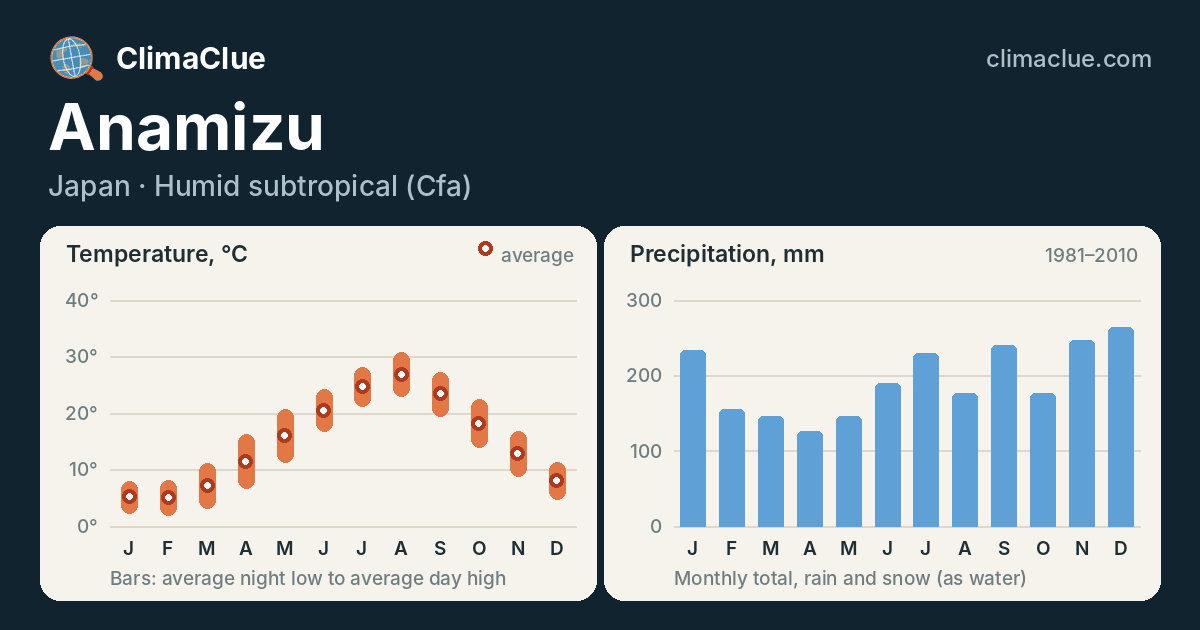 ClimaClue
climaclue.com
Anamizu
Japan · Humid subtropical (Cfa)
Temperature, °C
average
40°
30°
20°
10°
0°
J F M A M J J A S O N D
Bars: average night low to average day high
Precipitation, mm
1981–2010
300
200
100
0
J F M A M J J A S O N D
Monthly total, rain and snow (as water)